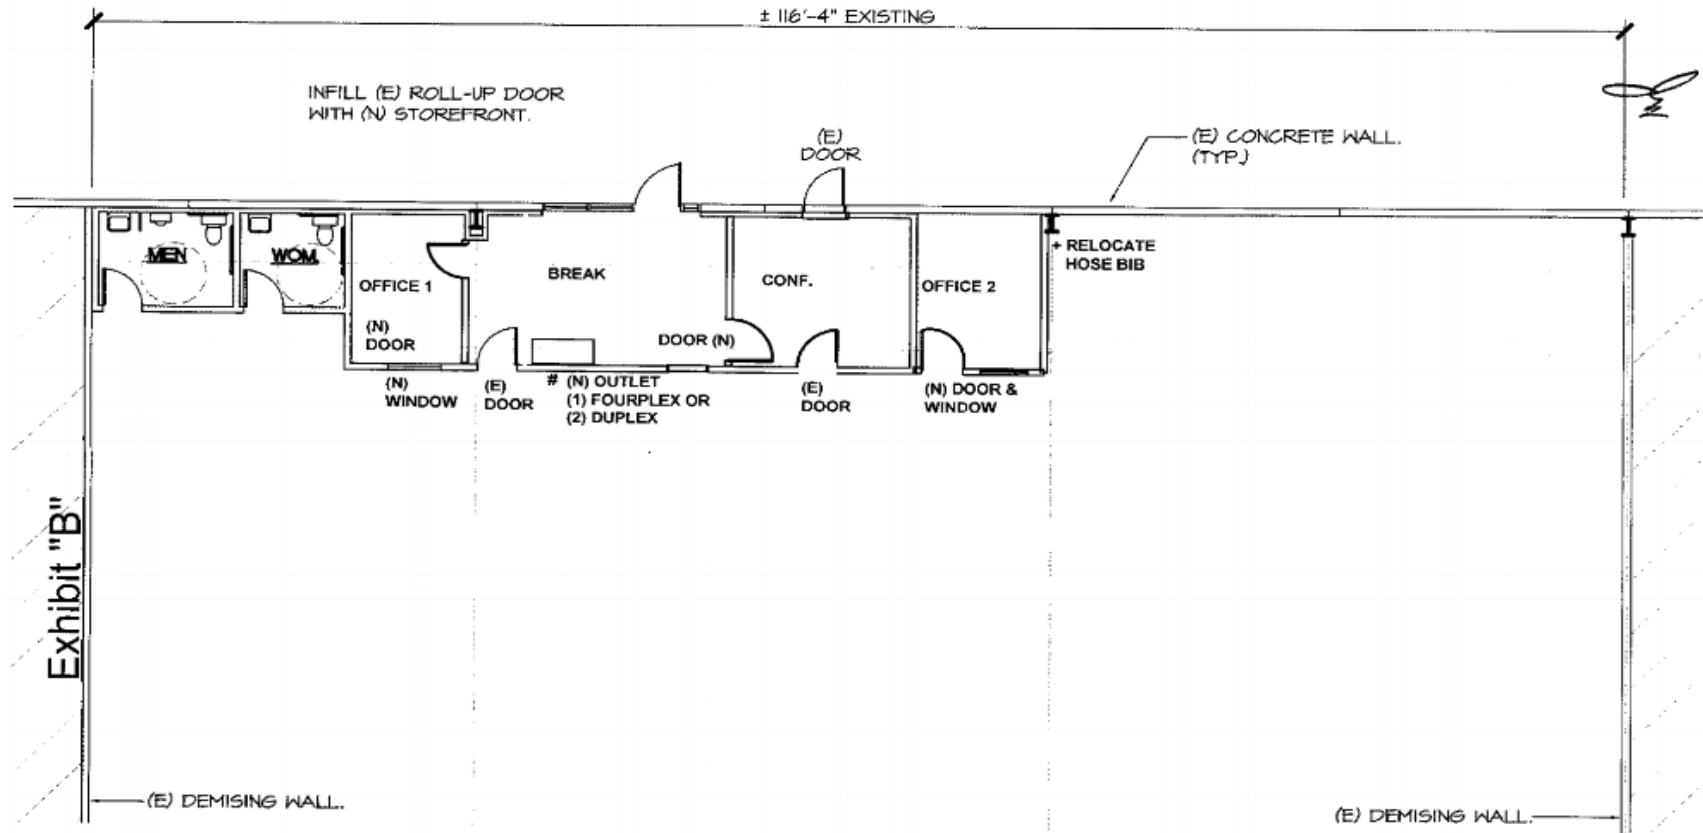 ± 116'-4" EXISTING
INFILL (E) ROLL-UP DOOR
WITH (N) STOREFRONT.
(E)
DOOR
(E) CONCRETE WALL.
(TYP.)
MEN
WOM.
OFFICE 1
BREAK
CONF.
OFFICE 2
+ RELOCATE
HOSE BIB
(N)
DOOR
DOOR (N)
(N)
WINDOW
(E)
DOOR
# (N) OUTLET
(1) FOURPLEX OR
(2) DUPLEX
(E)
DOOR
(N) DOOR &
WINDOW
Exhibit "B"
(E) DEMISING WALL.
(E) DEMISING WALL.